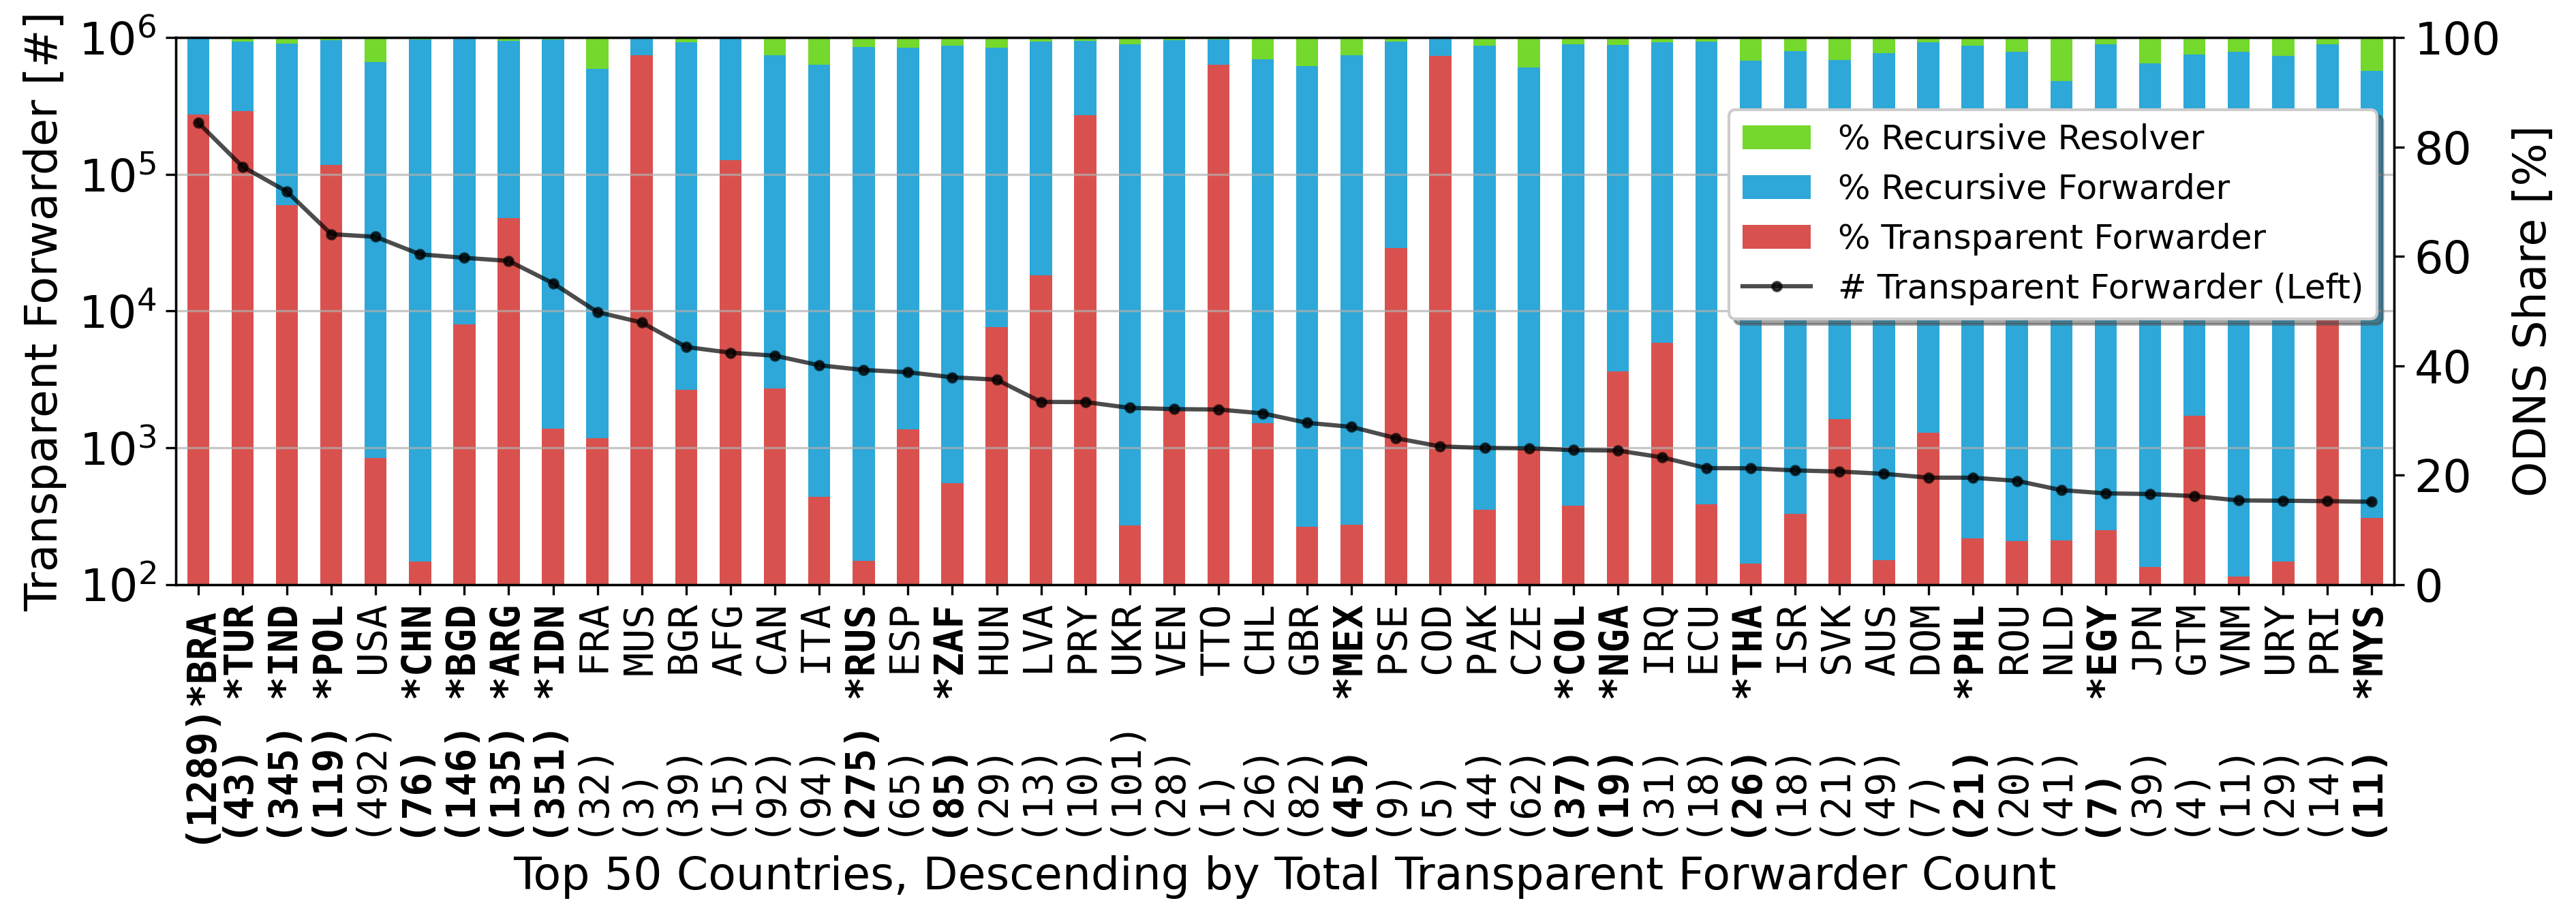 Transparent Forwarder [#]
10^6
10^5
10^4
10^3
10^2
100
80
60
40
20
0
ODNS Share [%]
% Recursive Resolver
% Recursive Forwarder
% Transparent Forwarder
# Transparent Forwarder (Left)
(1289)*BRA
(43) *TUR
(345) *IND
(119) *POL
(492) USA
(76) *CHN
(146) *BGD
(135) *ARG
(351) *IDN
(32) FRA
(3) MUS
(39) BGR
(15) AFG
(92) CAN
(94) ITA
(275) *RUS
(65) ESP
(85) *ZAF
(29) HUN
(13) LVA
(10) PRY
(101) UKR
(28) VEN
(1) TTO
(26) CHL
(82) GBR
(45) *MEX
(9) PSE
(5) COD
(44) PAK
(62) CZE
(37) *COL
(19) *NGA
(31) IRQ
(18) ECU
(26) *THA
(18) ISR
(21) SVK
(49) AUS
(7) DOM
(21) *PHL
(20) ROU
(41) NLD
(7) *EGY
(39) JPN
(4) GTM
(11) VNM
(29) URY
(14) PRI
(11) *MYS
Top 50 Countries, Descending by Total Transparent Forwarder Count